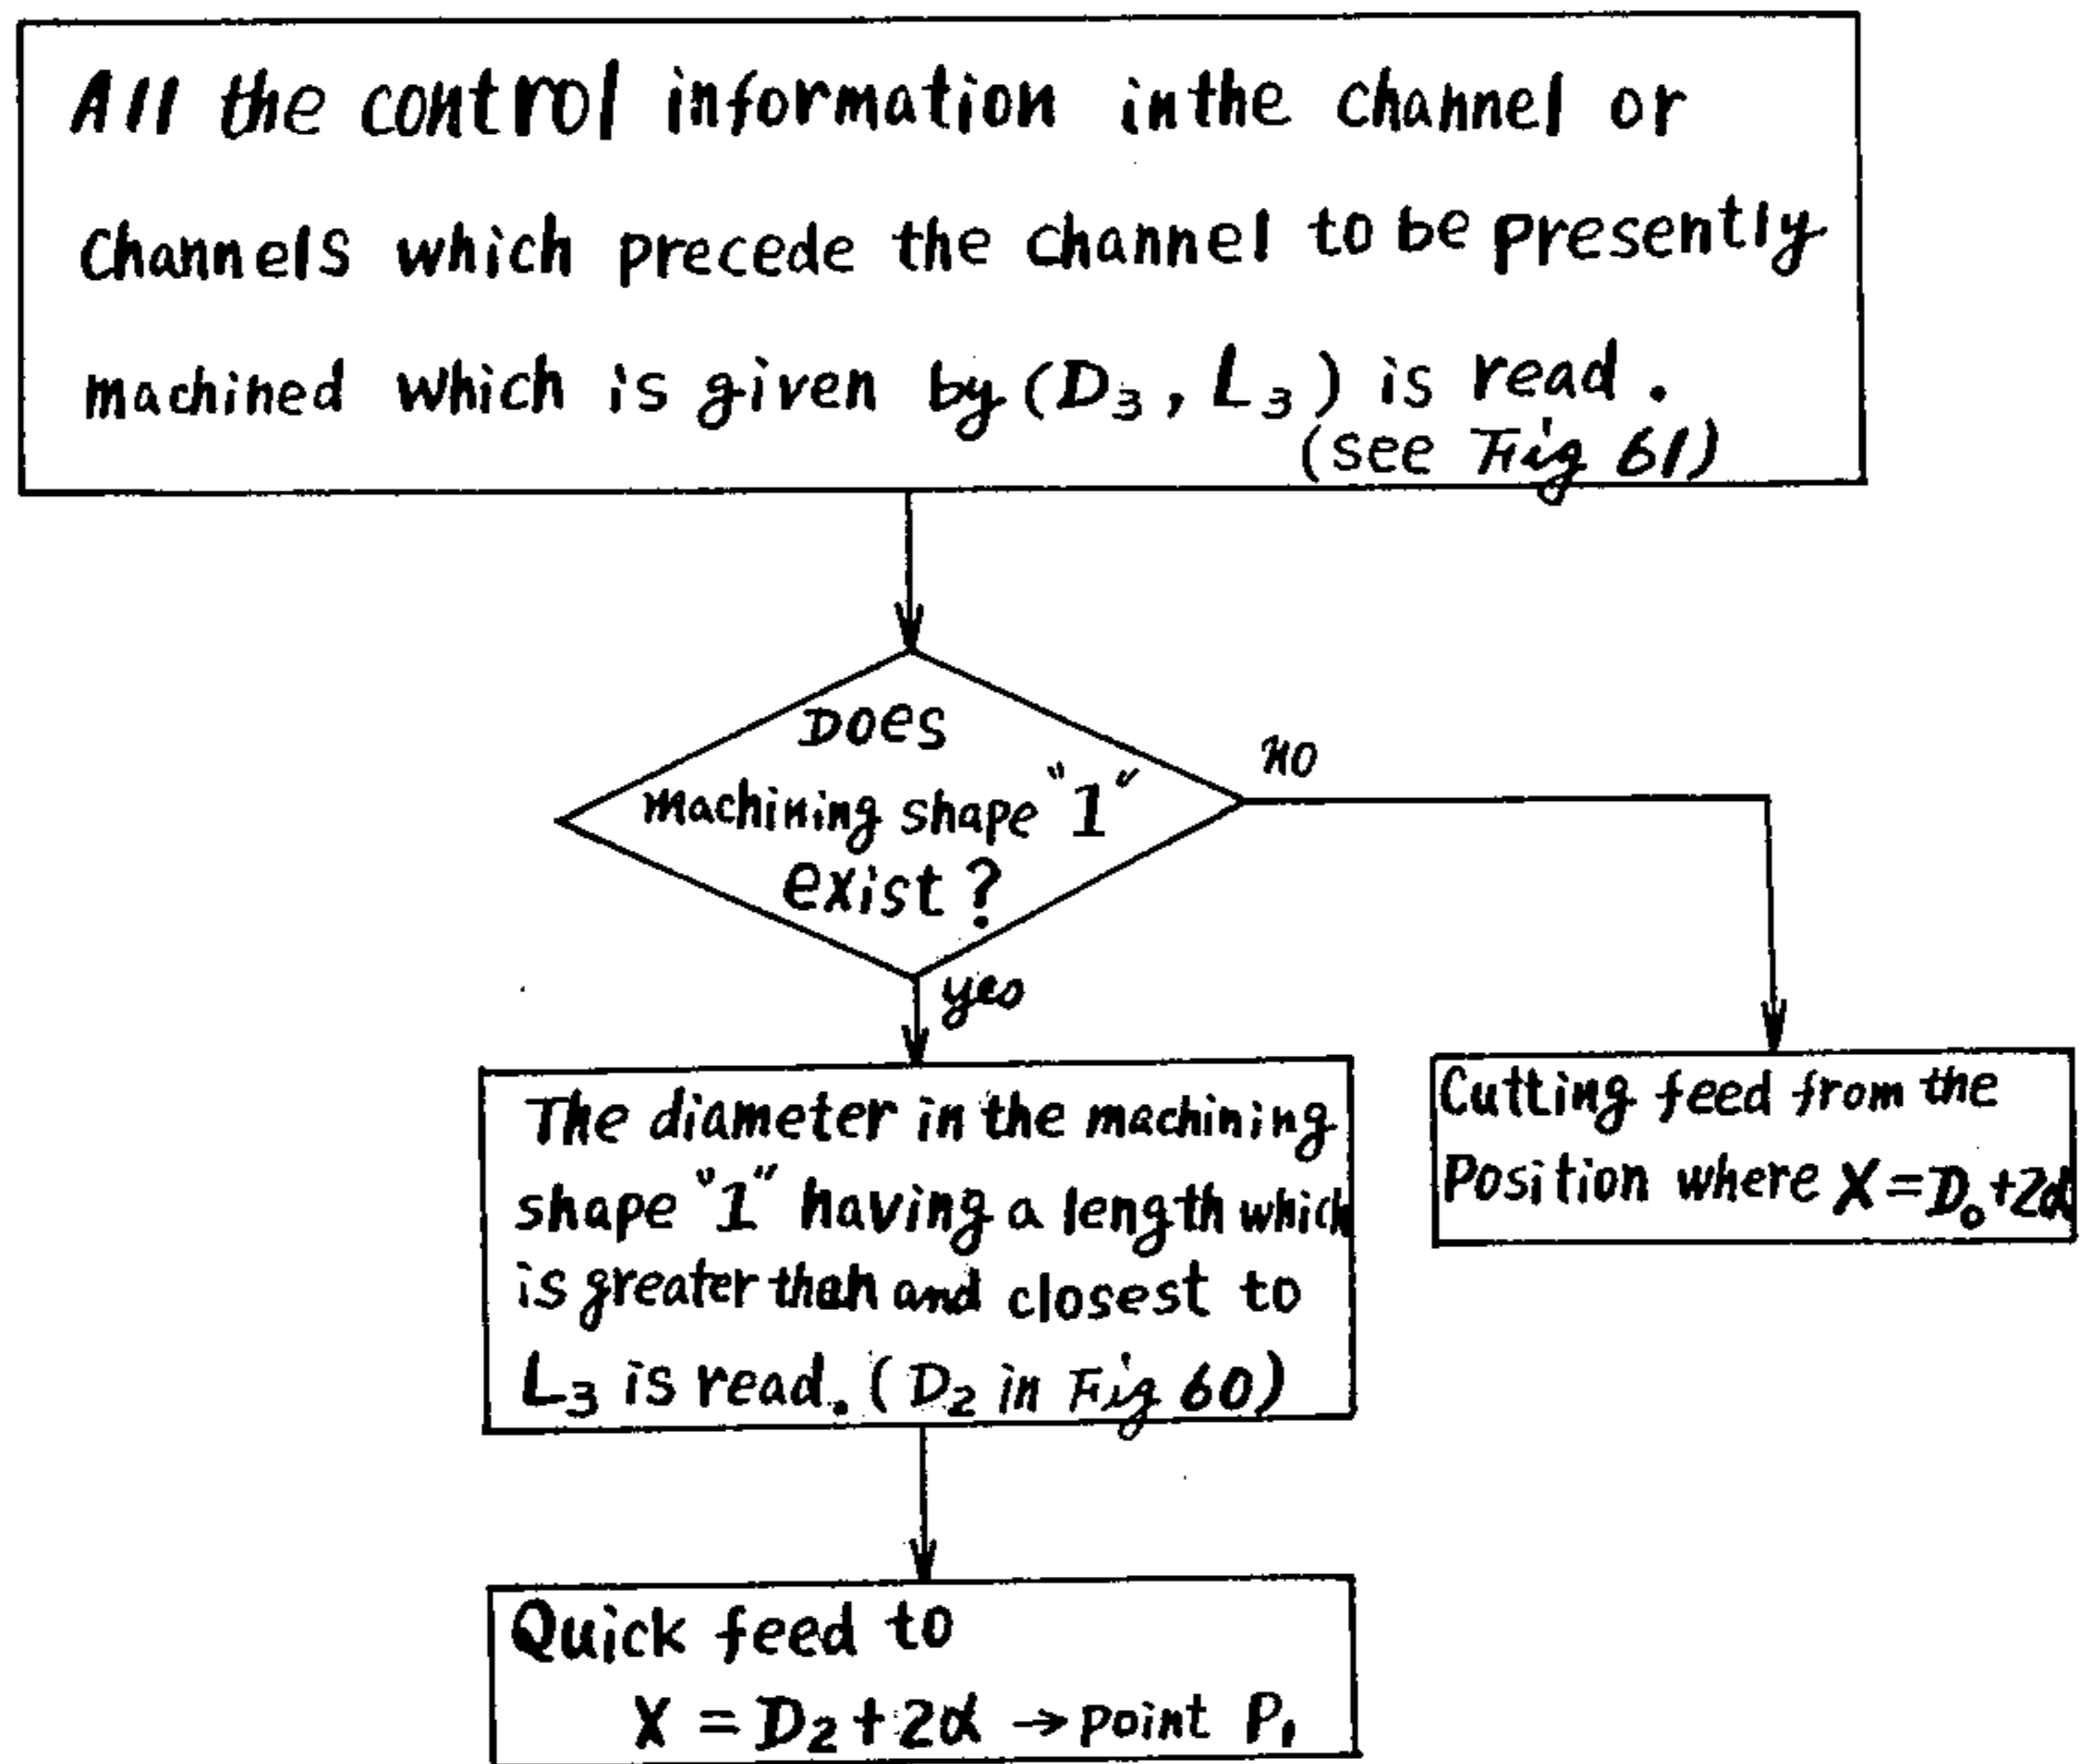 All the control information in the channel or
channels which precede the channel to be presently
machined which is given by (D₃, L₃) is read.
(see Fig 61)
Does
machining shape "1"
exist?
no
yes
The diameter in the machining
shape "1" having a length which
is greater than and closest to
L₃ is read. (D₂ in Fig 60)
Cutting feed from the
Position where X=D₀+2α
Quick feed to
X = D₂+2α → point P₁